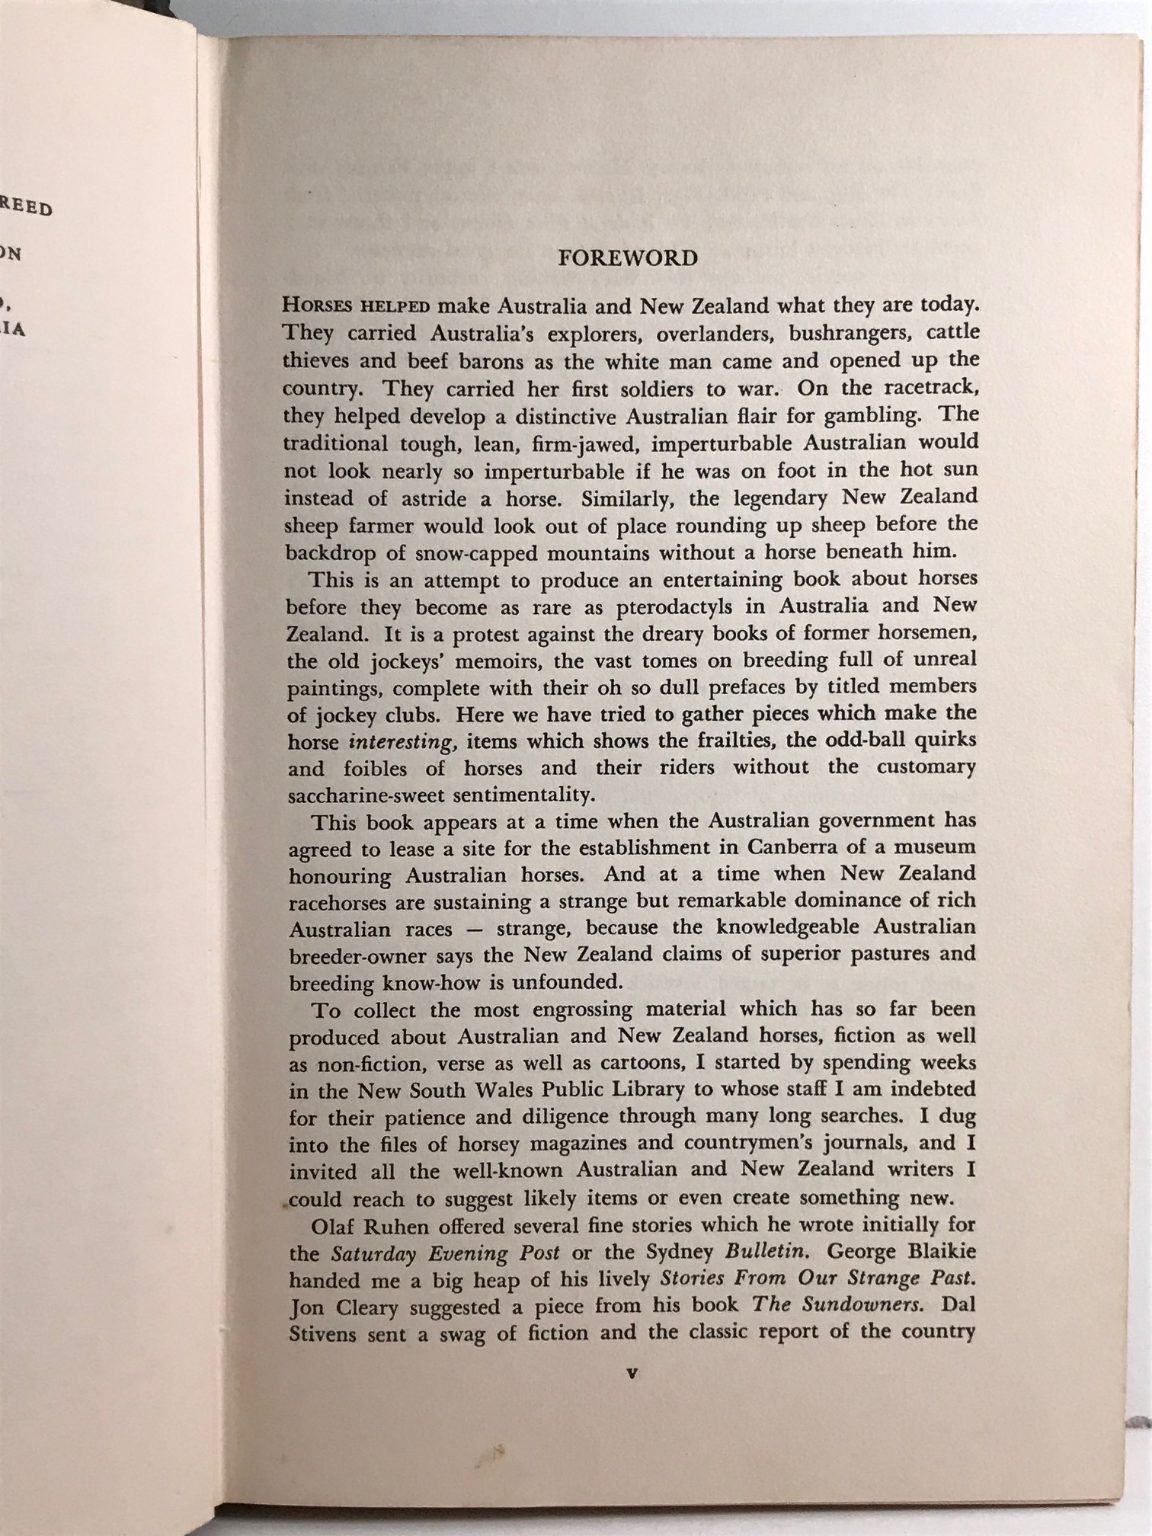 REED
ON
IA
FOREWORD
HORSES HELPED make Australia and New Zealand what they are today.
They carried Australia's explorers, overlanders, bushrangers, cattle
thieves and beef barons as the white man came and opened up the
country. They carried her first soldiers to war. On the racetrack,
they helped develop a distinctive Australian flair for gambling. The
traditional tough, lean, firm-jawed, imperturbable Australian would
not look nearly so imperturbable if he was on foot in the hot sun
instead of astride a horse. Similarly, the legendary New Zealand
sheep farmer would look out of place rounding up sheep before the
backdrop of snow-capped mountains without a horse beneath him.
This is an attempt to produce an entertaining book about horses
before they become as rare as pterodactyls in Australia and New
Zealand. It is a protest against the dreary books of former horsemen,
the old jockeys' memoirs, the vast tomes on breeding full of unreal
paintings, complete with their oh so dull prefaces by titled members
of jockey clubs. Here we have tried to gather pieces which make the
horse interesting, items which shows the frailties, the odd-ball quirks
and foibles of horses and their riders without the customary
saccharine-sweet sentimentality.
This book appears at a time when the Australian government has
agreed to lease a site for the establishment in Canberra of a museum
honouring Australian horses. And at a time when New Zealand
racehorses are sustaining a strange but remarkable dominance of rich
Australian races — strange, because the knowledgeable Australian
breeder-owner says the New Zealand claims of superior pastures and
breeding know-how is unfounded.
To collect the most engrossing material which has so far been
produced about Australian and New Zealand horses, fiction as well
as non-fiction, verse as well as cartoons, I started by spending weeks
in the New South Wales Public Library to whose staff I am indebted
for their patience and diligence through many long searches. I dug
into the files of horsey magazines and countrymen's journals, and I
invited all the well-known Australian and New Zealand writers I
could reach to suggest likely items or even create something new.
Olaf Ruhen offered several fine stories which he wrote initially for
the Saturday Evening Post or the Sydney Bulletin. George Blaikie
handed me a big heap of his lively Stories From Our Strange Past.
Jon Cleary suggested a piece from his book The Sundowners. Dal
Stivens sent a swag of fiction and the classic report of the country
v